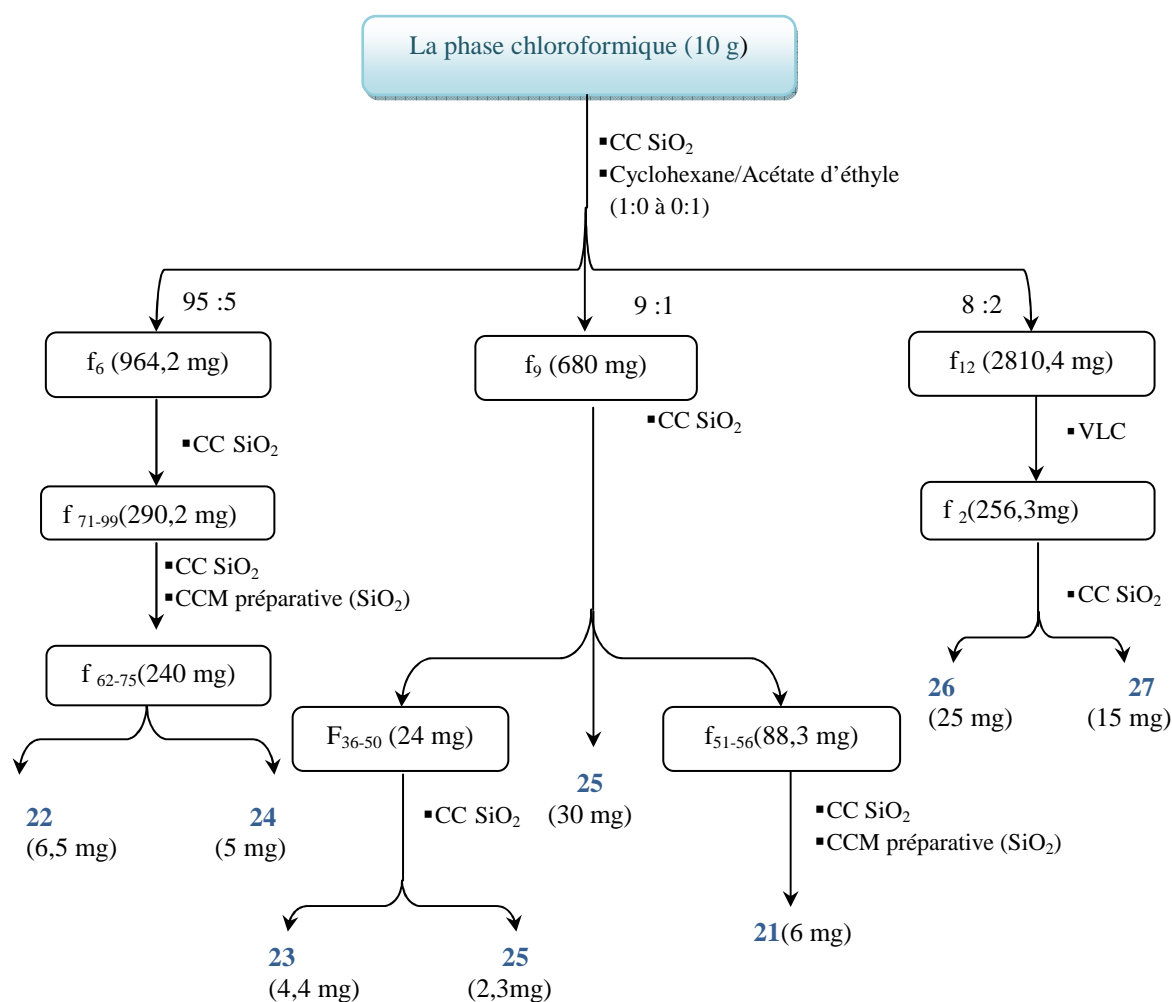 La phase chloroformique (10 g)
▪CC SiO₂
▪Cyclohexane/Acétate d'éthyle
(1:0 à 0:1)
95 :5
9 :1
8 :2
f₆ (964,2 mg)
f₉ (680 mg)
f₁₂ (2810,4 mg)
▪CC SiO₂
▪CC SiO₂
▪VLC
f ₇₁₋₉₉(290,2 mg)
f ₂(256,3mg)
▪CC SiO₂
▪CCM préparative (SiO₂)
▪CC SiO₂
f ₆₂₋₇₅(240 mg)
F₃₆₋₅₀ (24 mg)
f₅₁₋₅₆(88,3 mg)
26
(25 mg)
27
(15 mg)
22
(6,5 mg)
24
(5 mg)
▪CC SiO₂
25
(30 mg)
▪CC SiO₂
▪CCM préparative (SiO₂)
23
(4,4 mg)
25
(2,3mg)
21(6 mg)